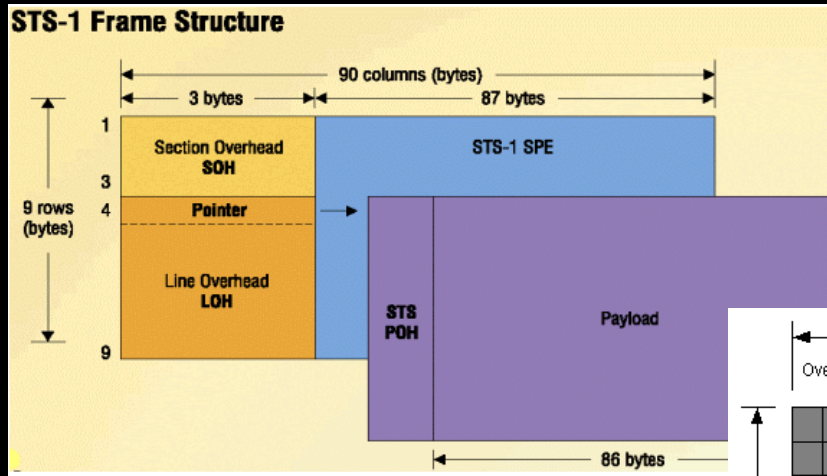 STS-1 Frame Structure
90 columns (bytes)
3 bytes
87 bytes
1
Section Overhead
SOH
STS-1 SPE
3
9 rows
(bytes)
4
Pointer
Line Overhead
LOH
STS
POH
Payload
9
86 bytes